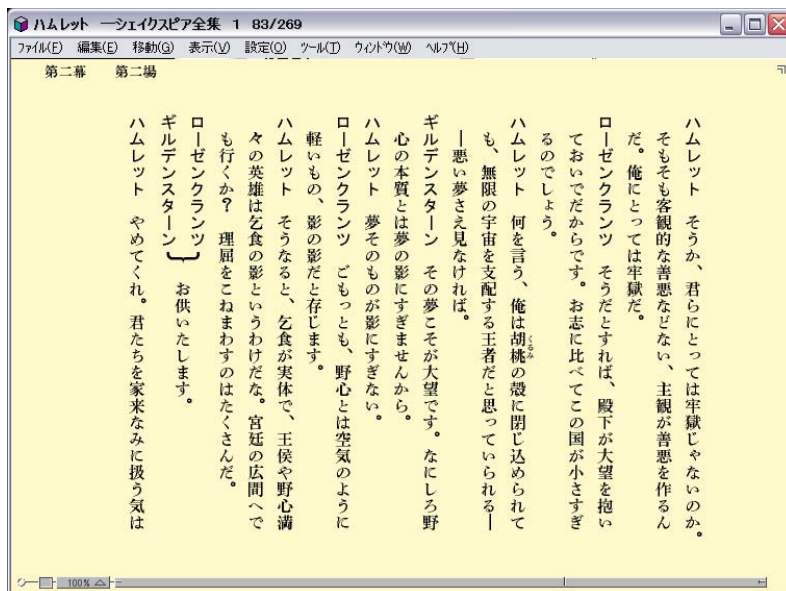 ハムレット —シェイクスピア全集 1 83/269
ファイル(F) 編集(E) 移動(G) 表示(V) 設定(O) ツール(T) ウィンドウ(W) ヘルプ(H)
第二幕 第二場
ハムレット そうか、君らにとっては牢獄じゃないのか。
そもそも客観的な善悪などない、主観が善悪を作るん
だ。俺にとっては牢獄だ。
ローゼンクランツ そうだとすれば、殿下が大望を抱い
ておいでだからです。お志に比べてこの国が小さすぎ
るのでしょう。
ハムレット 何を言う、俺は胡桃の殻に閉じ込められて
くるみ
も、無限の宇宙を支配する王者だと思っていられる—
—悪い夢さえ見なければ。
ギルデンスターン その夢こそが大望です。なにしろ野
心の本質とは夢の影にすぎませんから。
ハムレット 夢そのものが影にすぎない。
ローゼンクランツ ごもっとも、野心とは空気のように
軽いもの、影の影だと存じます。
ハムレット そうなると、乞食が実体で、王侯や野心満
々の英雄は乞食の影というわけだな。宮廷の広間へで
も行くか? 理屈をこねまわすのはたくさんだ。
ローゼンクランツ
ギルデンスターン } お供いたします。
ハムレット やめてくれ。君たちを家来なみに扱う気は
100%